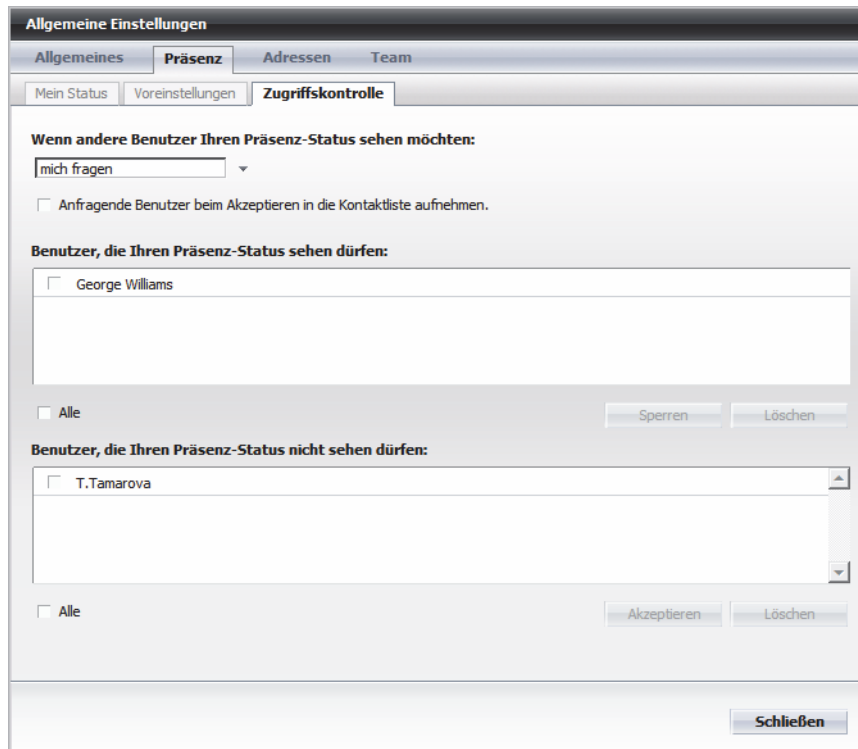 Allgemeine Einstellungen
Allgemeines Präsenz Adressen Team
Mein Status Voreinstellungen Zugriffskontrolle
Wenn andere Benutzer Ihren Präsenz-Status sehen möchten:
mich fragen
Anfragende Benutzer beim Akzeptieren in die Kontaktliste aufnehmen.
Benutzer, die Ihren Präsenz-Status sehen dürfen:
George Williams
Alle Sperren Löschen
Benutzer, die Ihren Präsenz-Status nicht sehen dürfen:
T.Tamarova
Alle Akzeptieren Löschen
Schließen